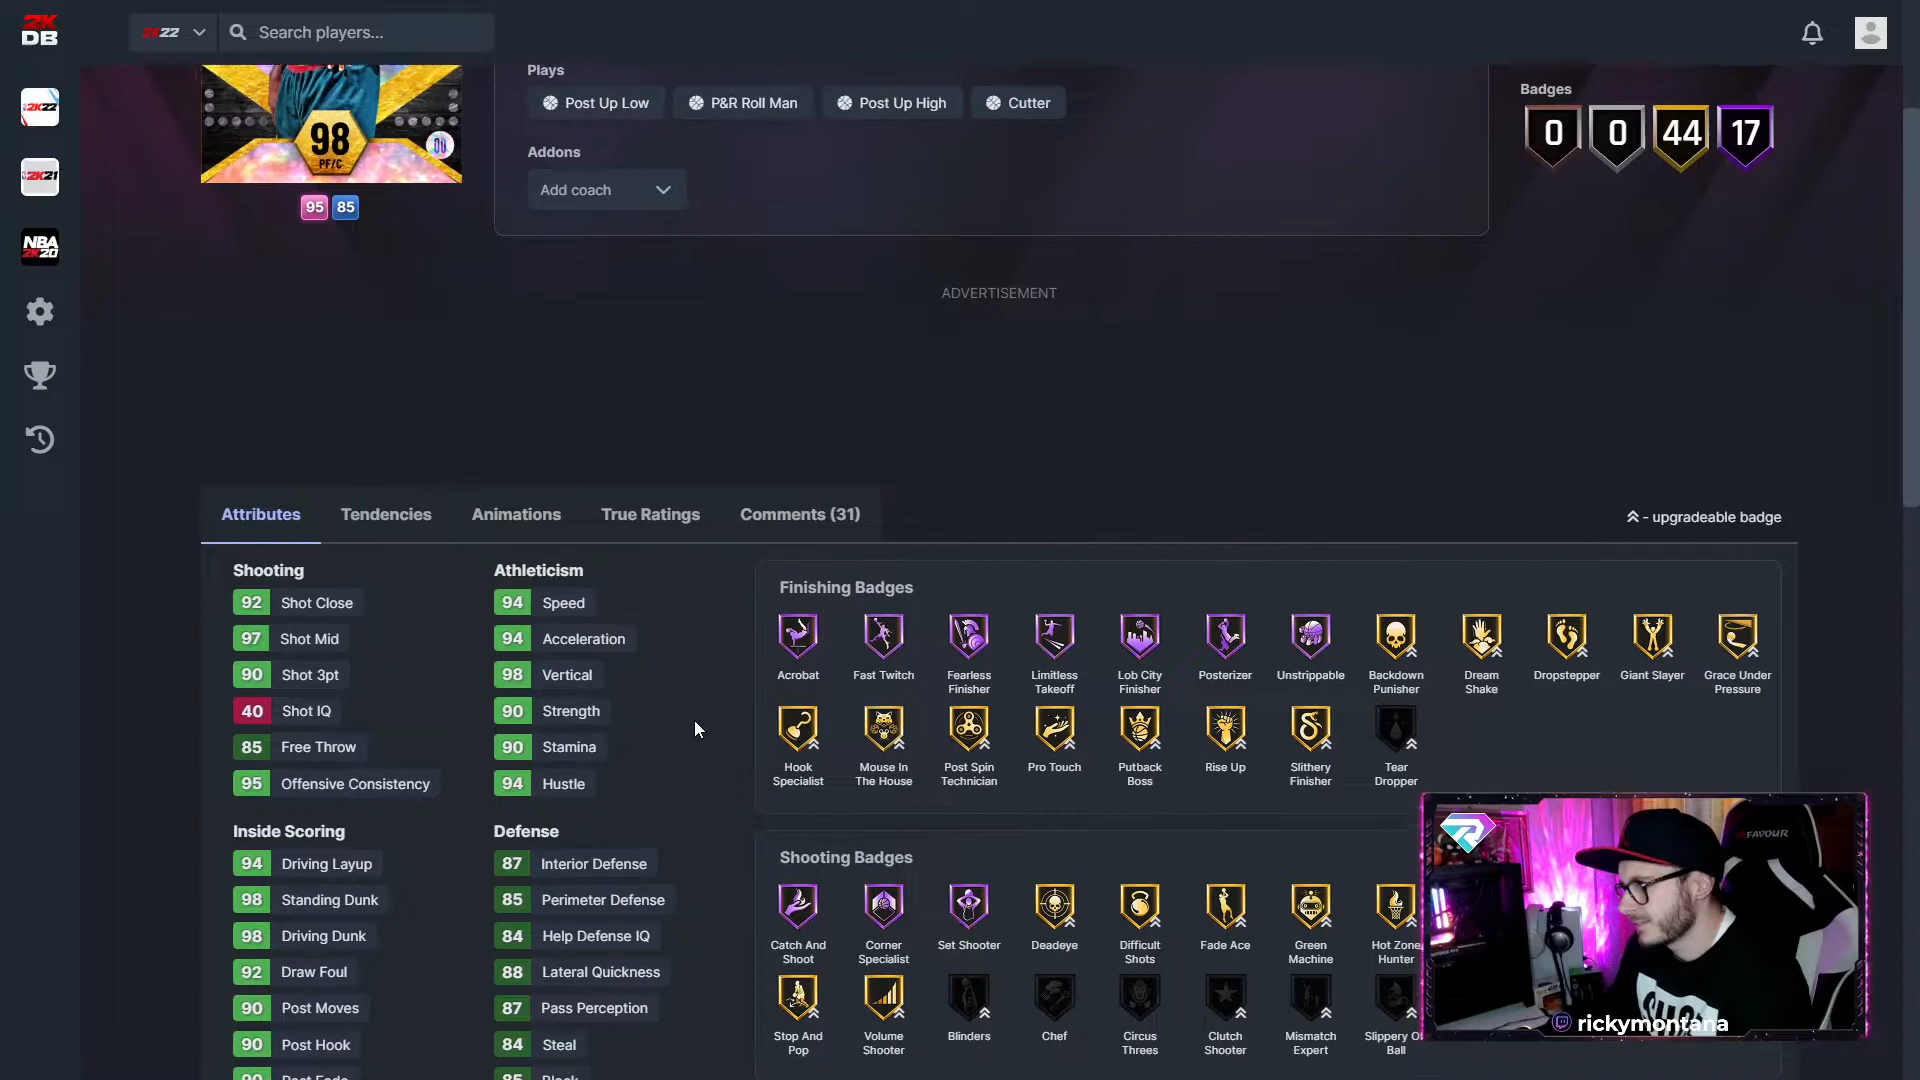 2K
DB
2K22
Search players...
2K22
2K21
NBA
2K20
98
PF/C
95 85
Plays
Post Up Low
P&R Roll Man
Post Up High
Cutter
Addons
Add coach
Badges
0 0 44 17
ADVERTISEMENT
Attributes Tendencies Animations True Ratings Comments (31)
- upgradeable badge
Shooting
92 Shot Close
97 Shot Mid
90 Shot 3pt
40 Shot IQ
85 Free Throw
95 Offensive Consistency
Inside Scoring
94 Driving Layup
98 Standing Dunk
98 Driving Dunk
92 Draw Foul
90 Post Moves
90 Post Hook
90 Post Fade
Athleticism
94 Speed
94 Acceleration
98 Vertical
90 Strength
90 Stamina
94 Hustle
Defense
87 Interior Defense
85 Perimeter Defense
84 Help Defense IQ
88 Lateral Quickness
87 Pass Perception
84 Steal
85 Block
Finishing Badges
Acrobat
Fast Twitch
Fearless Finisher
Limitless Takeoff
Lob City Finisher
Posterizer
Unstrippable
Backdown Punisher
Dream Shake
Dropstepper
Giant Slayer
Grace Under Pressure
Hook Specialist
Mouse In The House
Post Spin Technician
Pro Touch
Putback Boss
Rise Up
Slithery Finisher
Tear Dropper
Shooting Badges
Catch And Shoot
Corner Specialist
Set Shooter
Deadeye
Difficult Shots
Fade Ace
Green Machine
Hot Zone Hunter
Stop And Pop
Volume Shooter
Blinders
Chef
Circus Threes
Clutch Shooter
Mismatch Expert
Slippery O Ball
FAVOUR
rickymontana